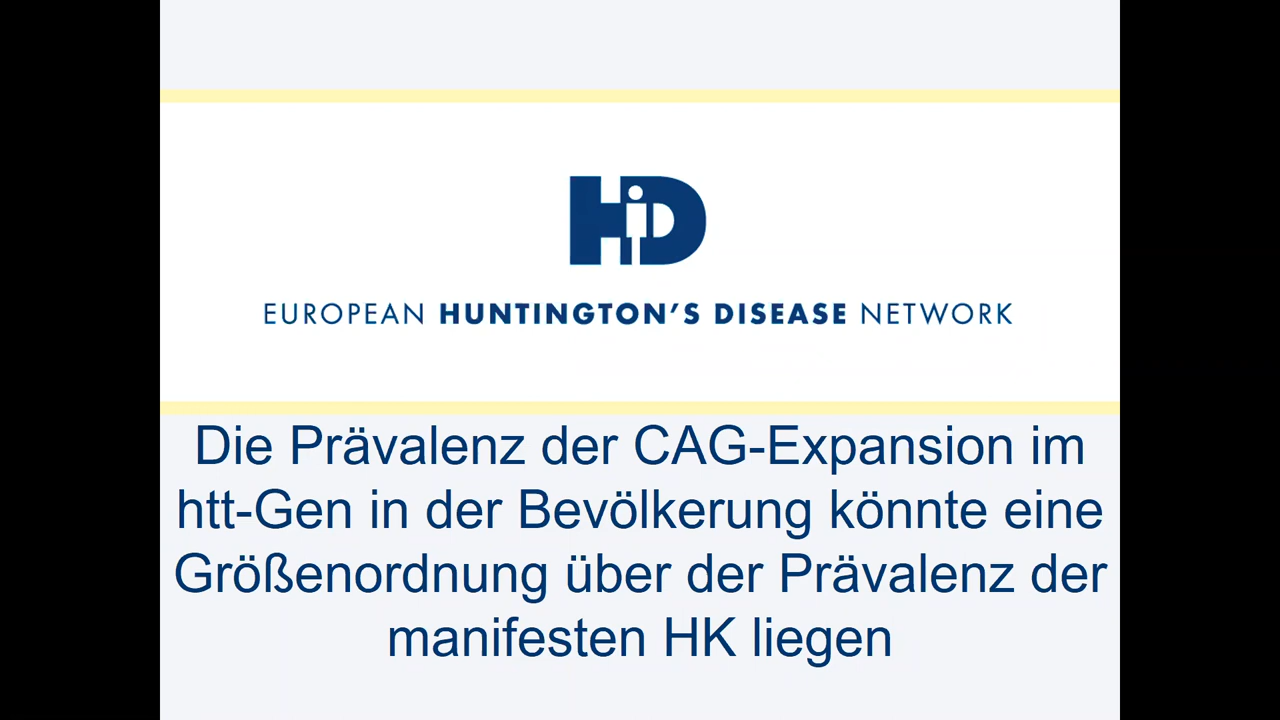 HD
EUROPEAN HUNTINGTON'S DISEASE NETWORK
Die Prävalenz der CAG-Expansion im
htt-Gen in der Bevölkerung könnte eine
Größenordnung über der Prävalenz der
manifesten HK liegen